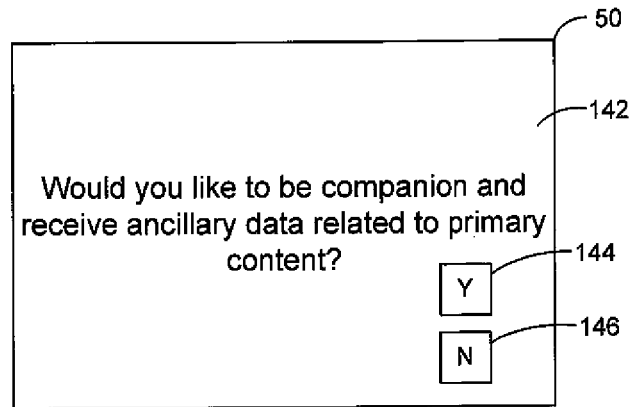 50
142
Would you like to be companion and
receive ancillary data related to primary
content?
144
Y
146
N